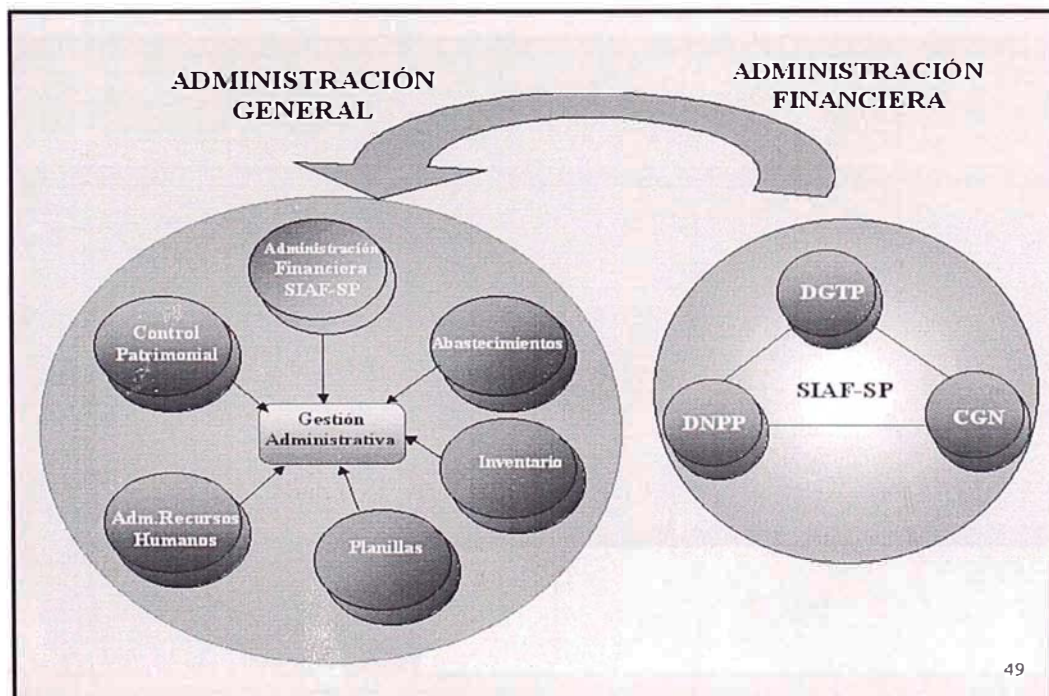 ADMINISTRACIÓN
GENERAL
ADMINISTRACIÓN
FINANCIERA
Administración
Financiera
SIAF-SP
Control
Patrimonial
Abastecimientos
Gestión
Administrativa
Inventario
Adm.Recursos
Humanos
Planillas
DGTP
SIAF-SP
DNPP
CGN
49